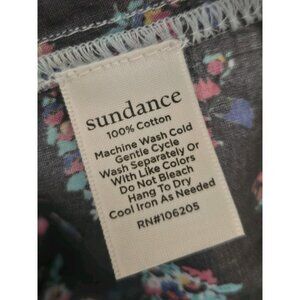 sundance
100% Cotton
Machine Wash Cold
Gentle Cycle
Wash Separately Or
With Like Colors
Do Not Bleach
Hang To Dry
Cool Iron As Needed
RN#106205